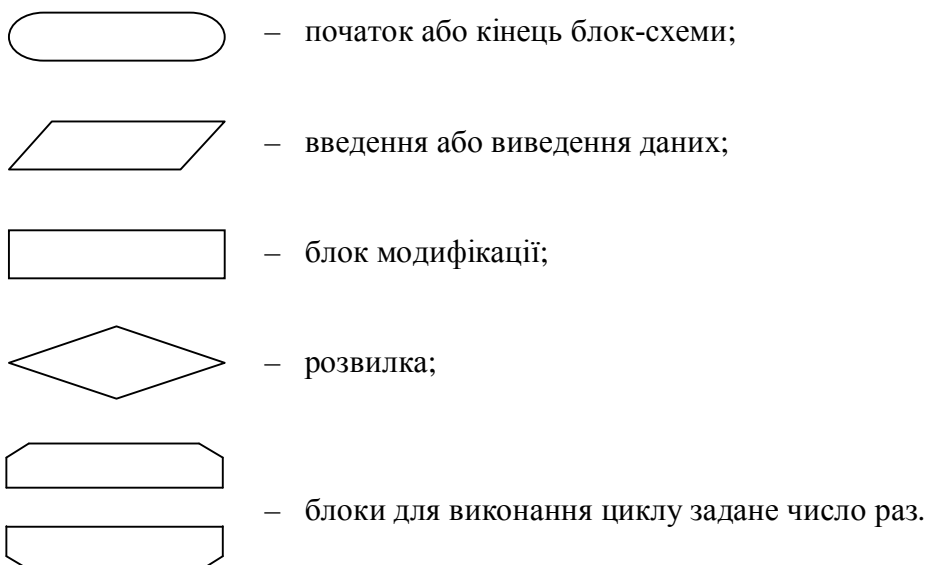 – початок або кінець блок-схеми;
– введення або виведення даних;
– блок модифікації;
– розвилка;
– блоки для виконання циклу задане число раз.